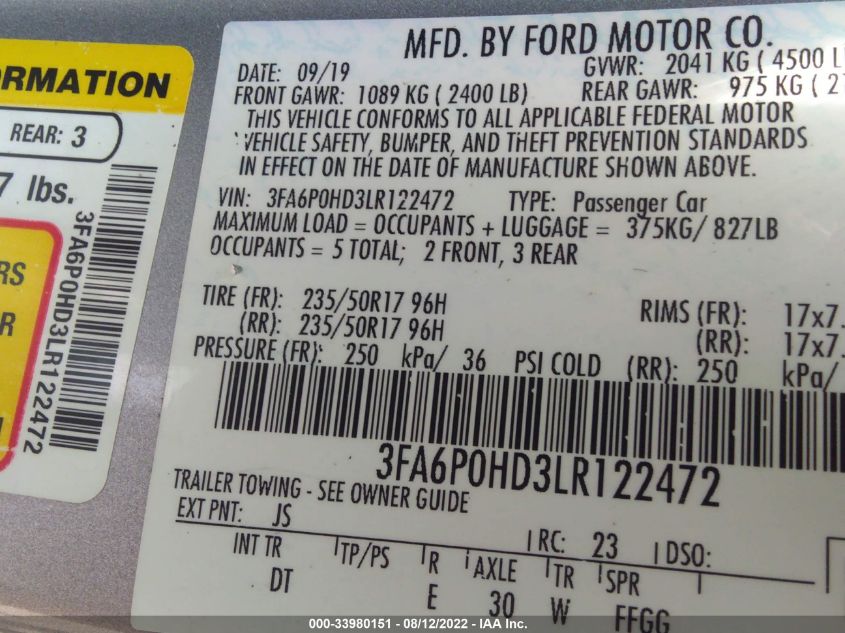 ORMATION
REAR: 3
7 lbs.
3FA6P0HD3LR122472
RS
R
MFD. BY FORD MOTOR CO.
DATE: 09/19
GVWR: 2041 KG ( 4500 L
FRONT GAWR: 1089 KG ( 2400 LB)
REAR GAWR: 975 KG ( 2
THIS VEHICLE CONFORMS TO ALL APPLICABLE FEDERAL MOTOR
VEHICLE SAFETY, BUMPER, AND THEFT PREVENTION STANDARDS
IN EFFECT ON THE DATE OF MANUFACTURE SHOWN ABOVE.
VIN: 3FA6P0HD3LR122472 TYPE: Passenger Car
MAXIMUM LOAD = OCCUPANTS + LUGGAGE = 375KG/ 827LB
OCCUPANTS = 5 TOTAL; 2 FRONT, 3 REAR
TIRE (FR): 235/50R17 96H RIMS (FR): 17x7.
(RR): 235/50R17 96H (RR): 17x7.
PRESSURE (FR): 250 kPa/ 36 PSI COLD (RR): 250 kPa/
3FA6P0HD3LR122472
TRAILER TOWING - SEE OWNER GUIDE
EXT PNT: JS RC: 23 DSO:
INT TR TP/PS R AXLE TR SPR
DT E 30 W FFGG
000-33980151 - 08/12/2022 - IAA Inc.